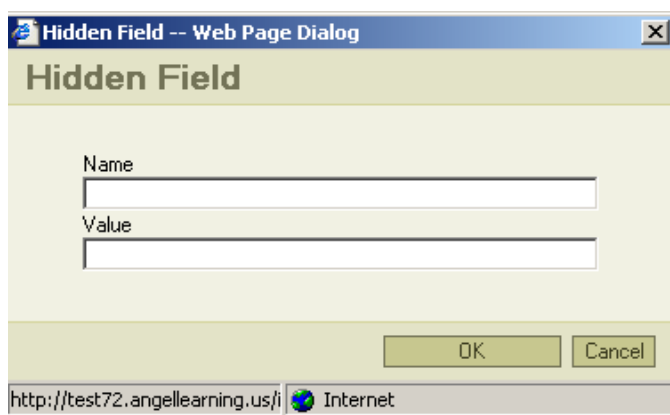 Hidden Field -- Web Page Dialog
Hidden Field
Name
Value
OK Cancel
http://test72.angellearning.us/i Internet